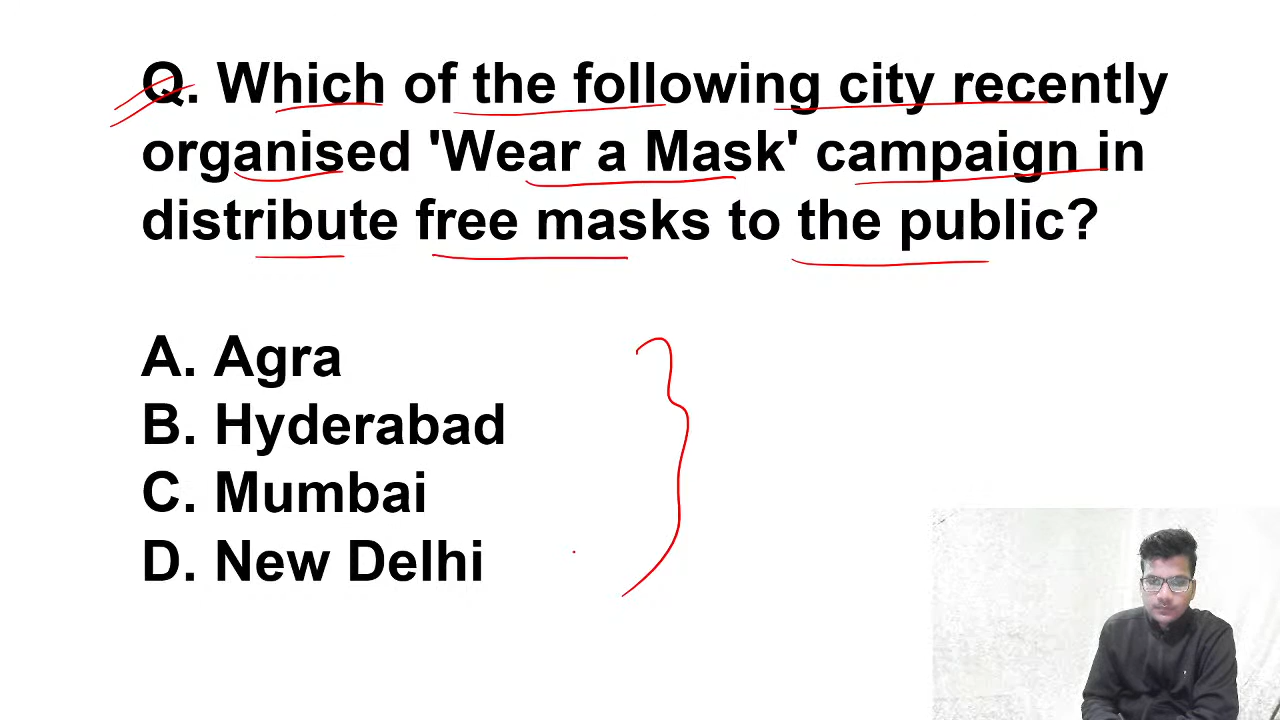 Q. Which of the following city recently
organised 'Wear a Mask' campaign in
distribute free masks to the public?
A. Agra
B. Hyderabad
C. Mumbai
D. New Delhi